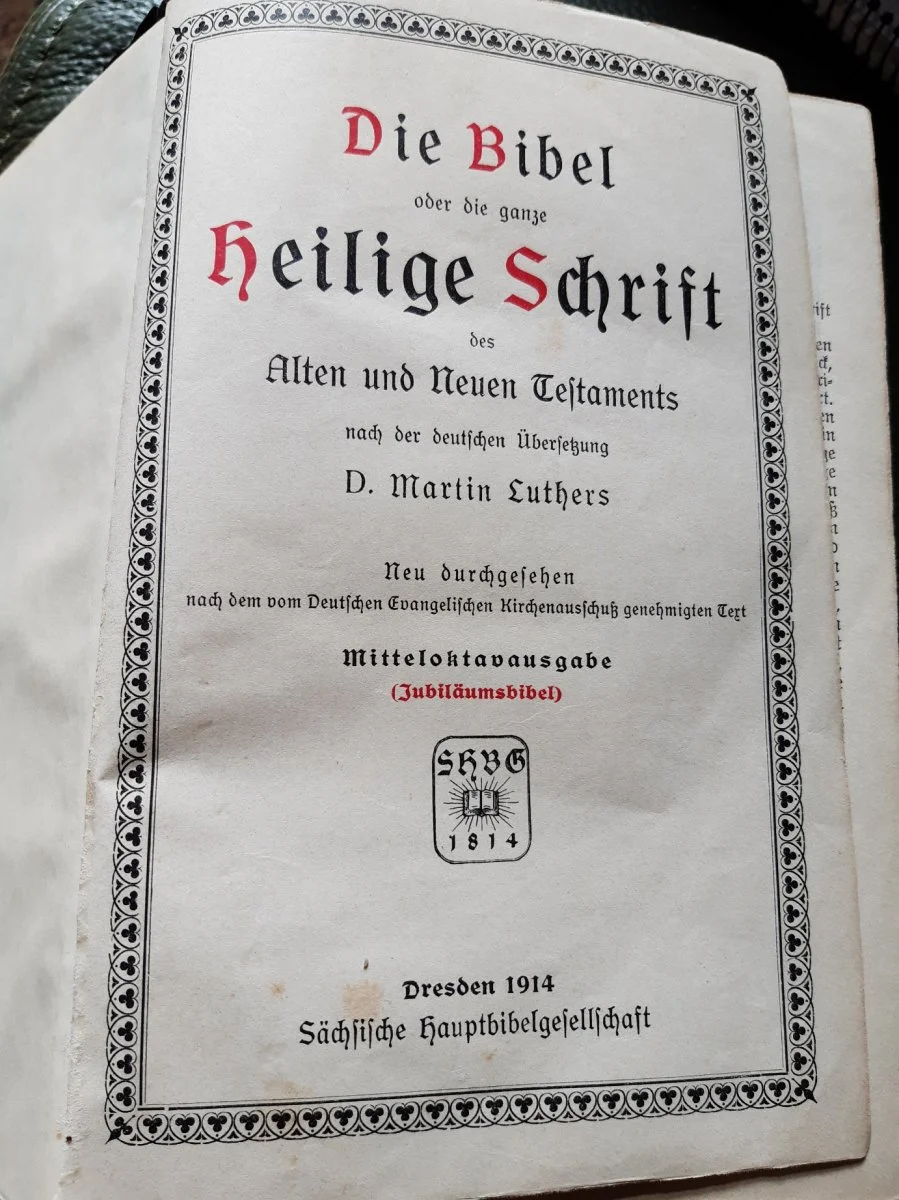 Die Bibel
oder die ganze
Heilige Schrift
des
Alten und Neuen Testaments
nach der deutschen Übersetzung
D. Martin Luthers
Neu durchgesehen
nach dem vom Deutschen Evangelischen Kirchenausschuß genehmigten Text
Mitteloktavausgabe
(Jubiläumsbibel)
SHBG
1814
Dresden 1914
Sächsische Hauptbibelgesellschaft